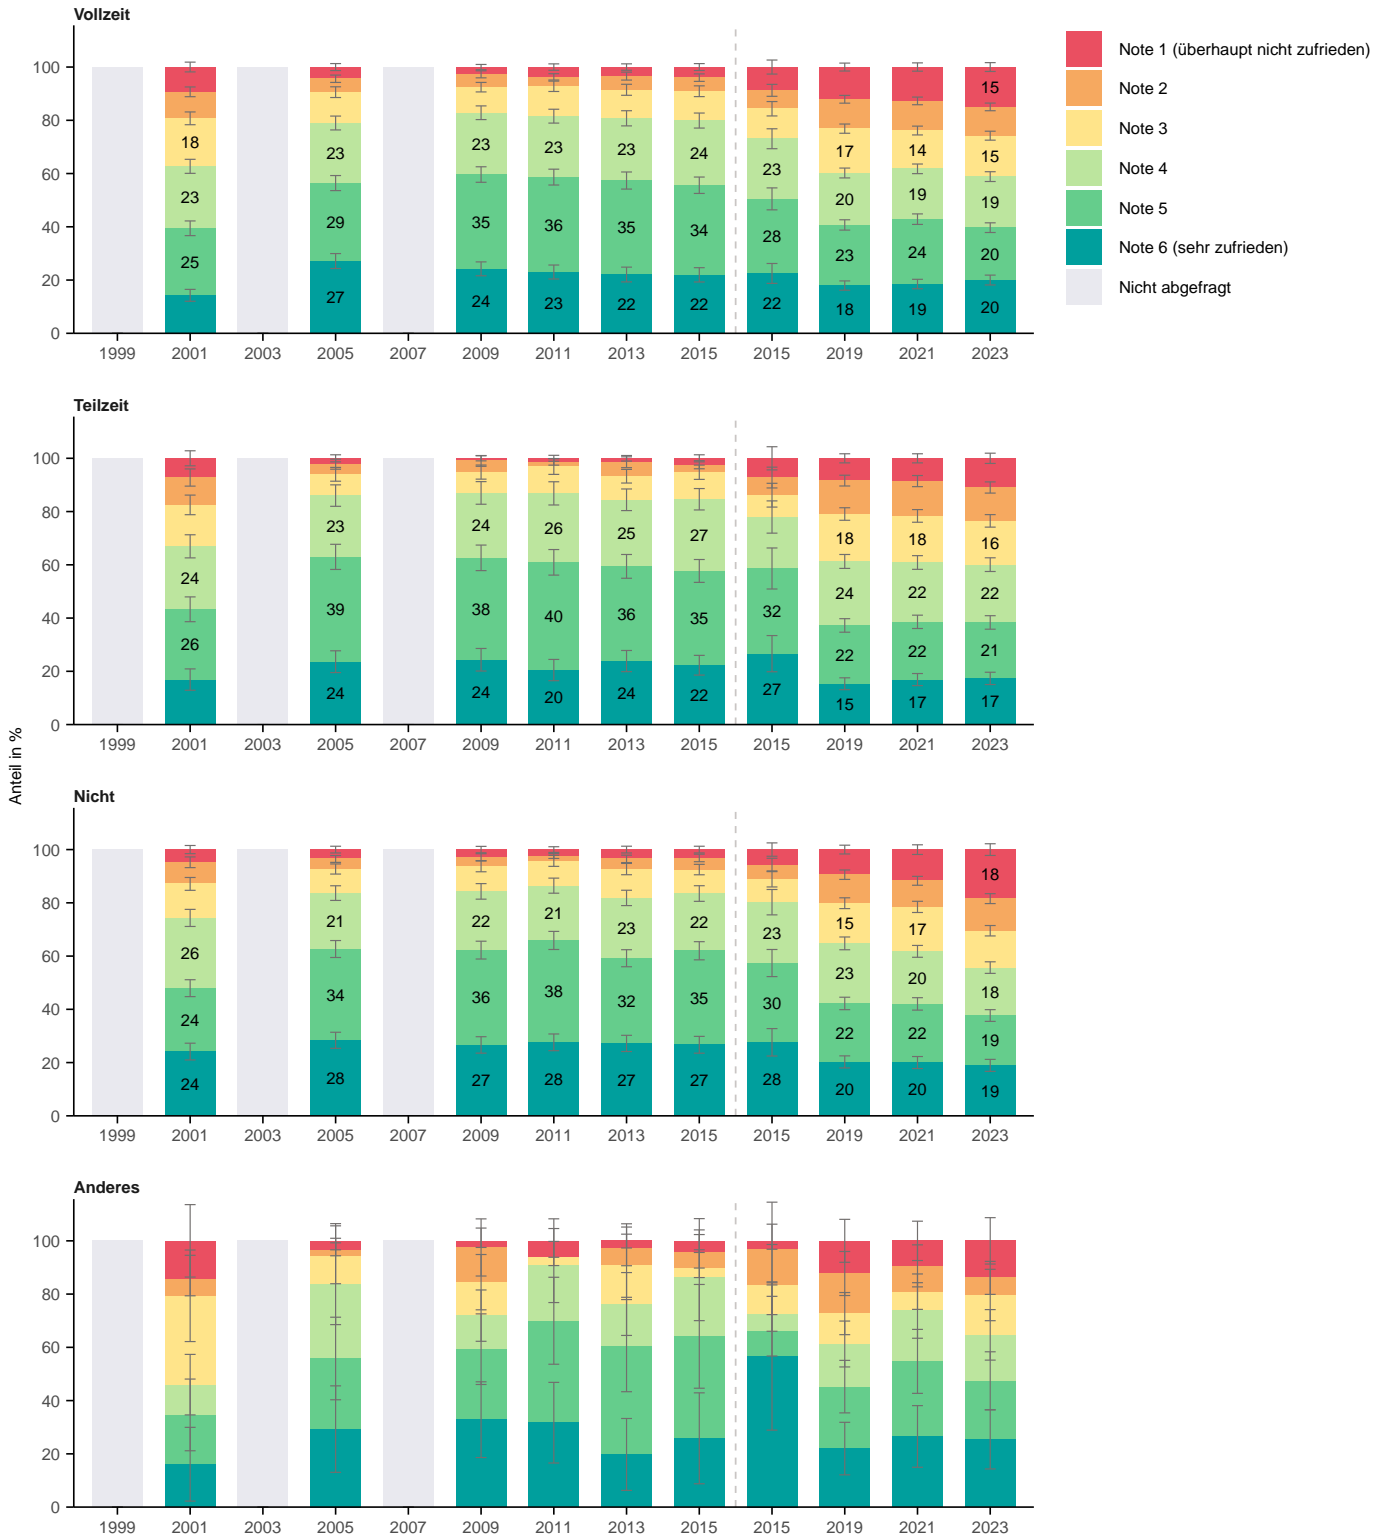 Vollzeit
Note 1 (überhaupt nicht zufrieden)
Note 2
Note 3
Note 4
Note 5
Note 6 (sehr zufrieden)
Nicht abgefragt
100
80
60
40
20
0
15
18 17 14 15
23 23 23 23 23 24 23 20 19 19
25 29 35 36 35 34 28 23 24 20
27 24 23 22 22 22 18 19 20
1999 2001 2003 2005 2007 2009 2011 2013 2015 2015 2019 2021 2023
Teilzeit
100
80
60
40
20
0
18 18 16
24 23 24 26 25 27 24 22 22
26 39 38 40 36 35 32 22 22 21
24 24 20 24 22 27 15 17 17
1999 2001 2003 2005 2007 2009 2011 2013 2015 2015 2019 2021 2023
Anteil in %
Nicht
100
80
60
40
20
0
18
15 17
26 21 22 21 23 22 23 23 20 18
24 34 36 38 32 35 30 22 22 19
24 28 27 28 27 27 28 20 20 19
1999 2001 2003 2005 2007 2009 2011 2013 2015 2015 2019 2021 2023
Anderes
100
80
60
40
20
0
1999 2001 2003 2005 2007 2009 2011 2013 2015 2015 2019 2021 2023